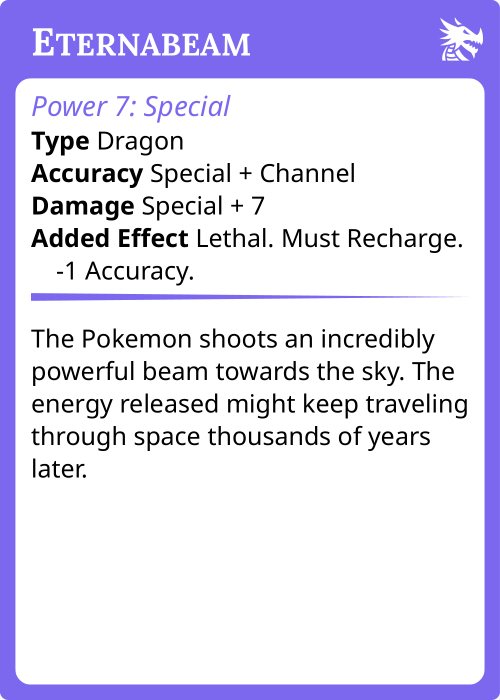 Eternabeam
Power 7: Special
Type Dragon
Accuracy Special + Channel
Damage Special + 7
Added Effect Lethal. Must Recharge.
-1 Accuracy.
The Pokemon shoots an incredibly
powerful beam towards the sky. The
energy released might keep traveling
through space thousands of years
later.